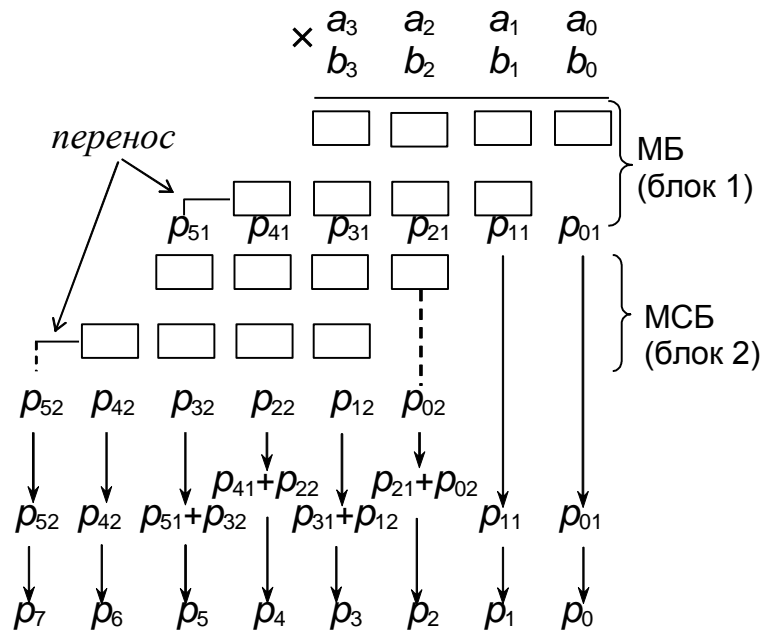 × a₃ a₂ a₁ a₀
b₃ b₂ b₁ b₀
перенос
МБ
(блок 1)
p₅₁ p₄₁ p₃₁ p₂₁ p₁₁ p₀₁
МСБ
(блок 2)
p₅₂ p₄₂ p₃₂ p₂₂ p₁₂ p₀₂
p₄₁+p₂₂ p₂₁+p₀₂
p₅₂ p₄₂ p₅₁+p₃₂ p₃₁+p₁₂ p₁₁ p₀₁
p₇ p₆ p₅ p₄ p₃ p₂ p₁ p₀